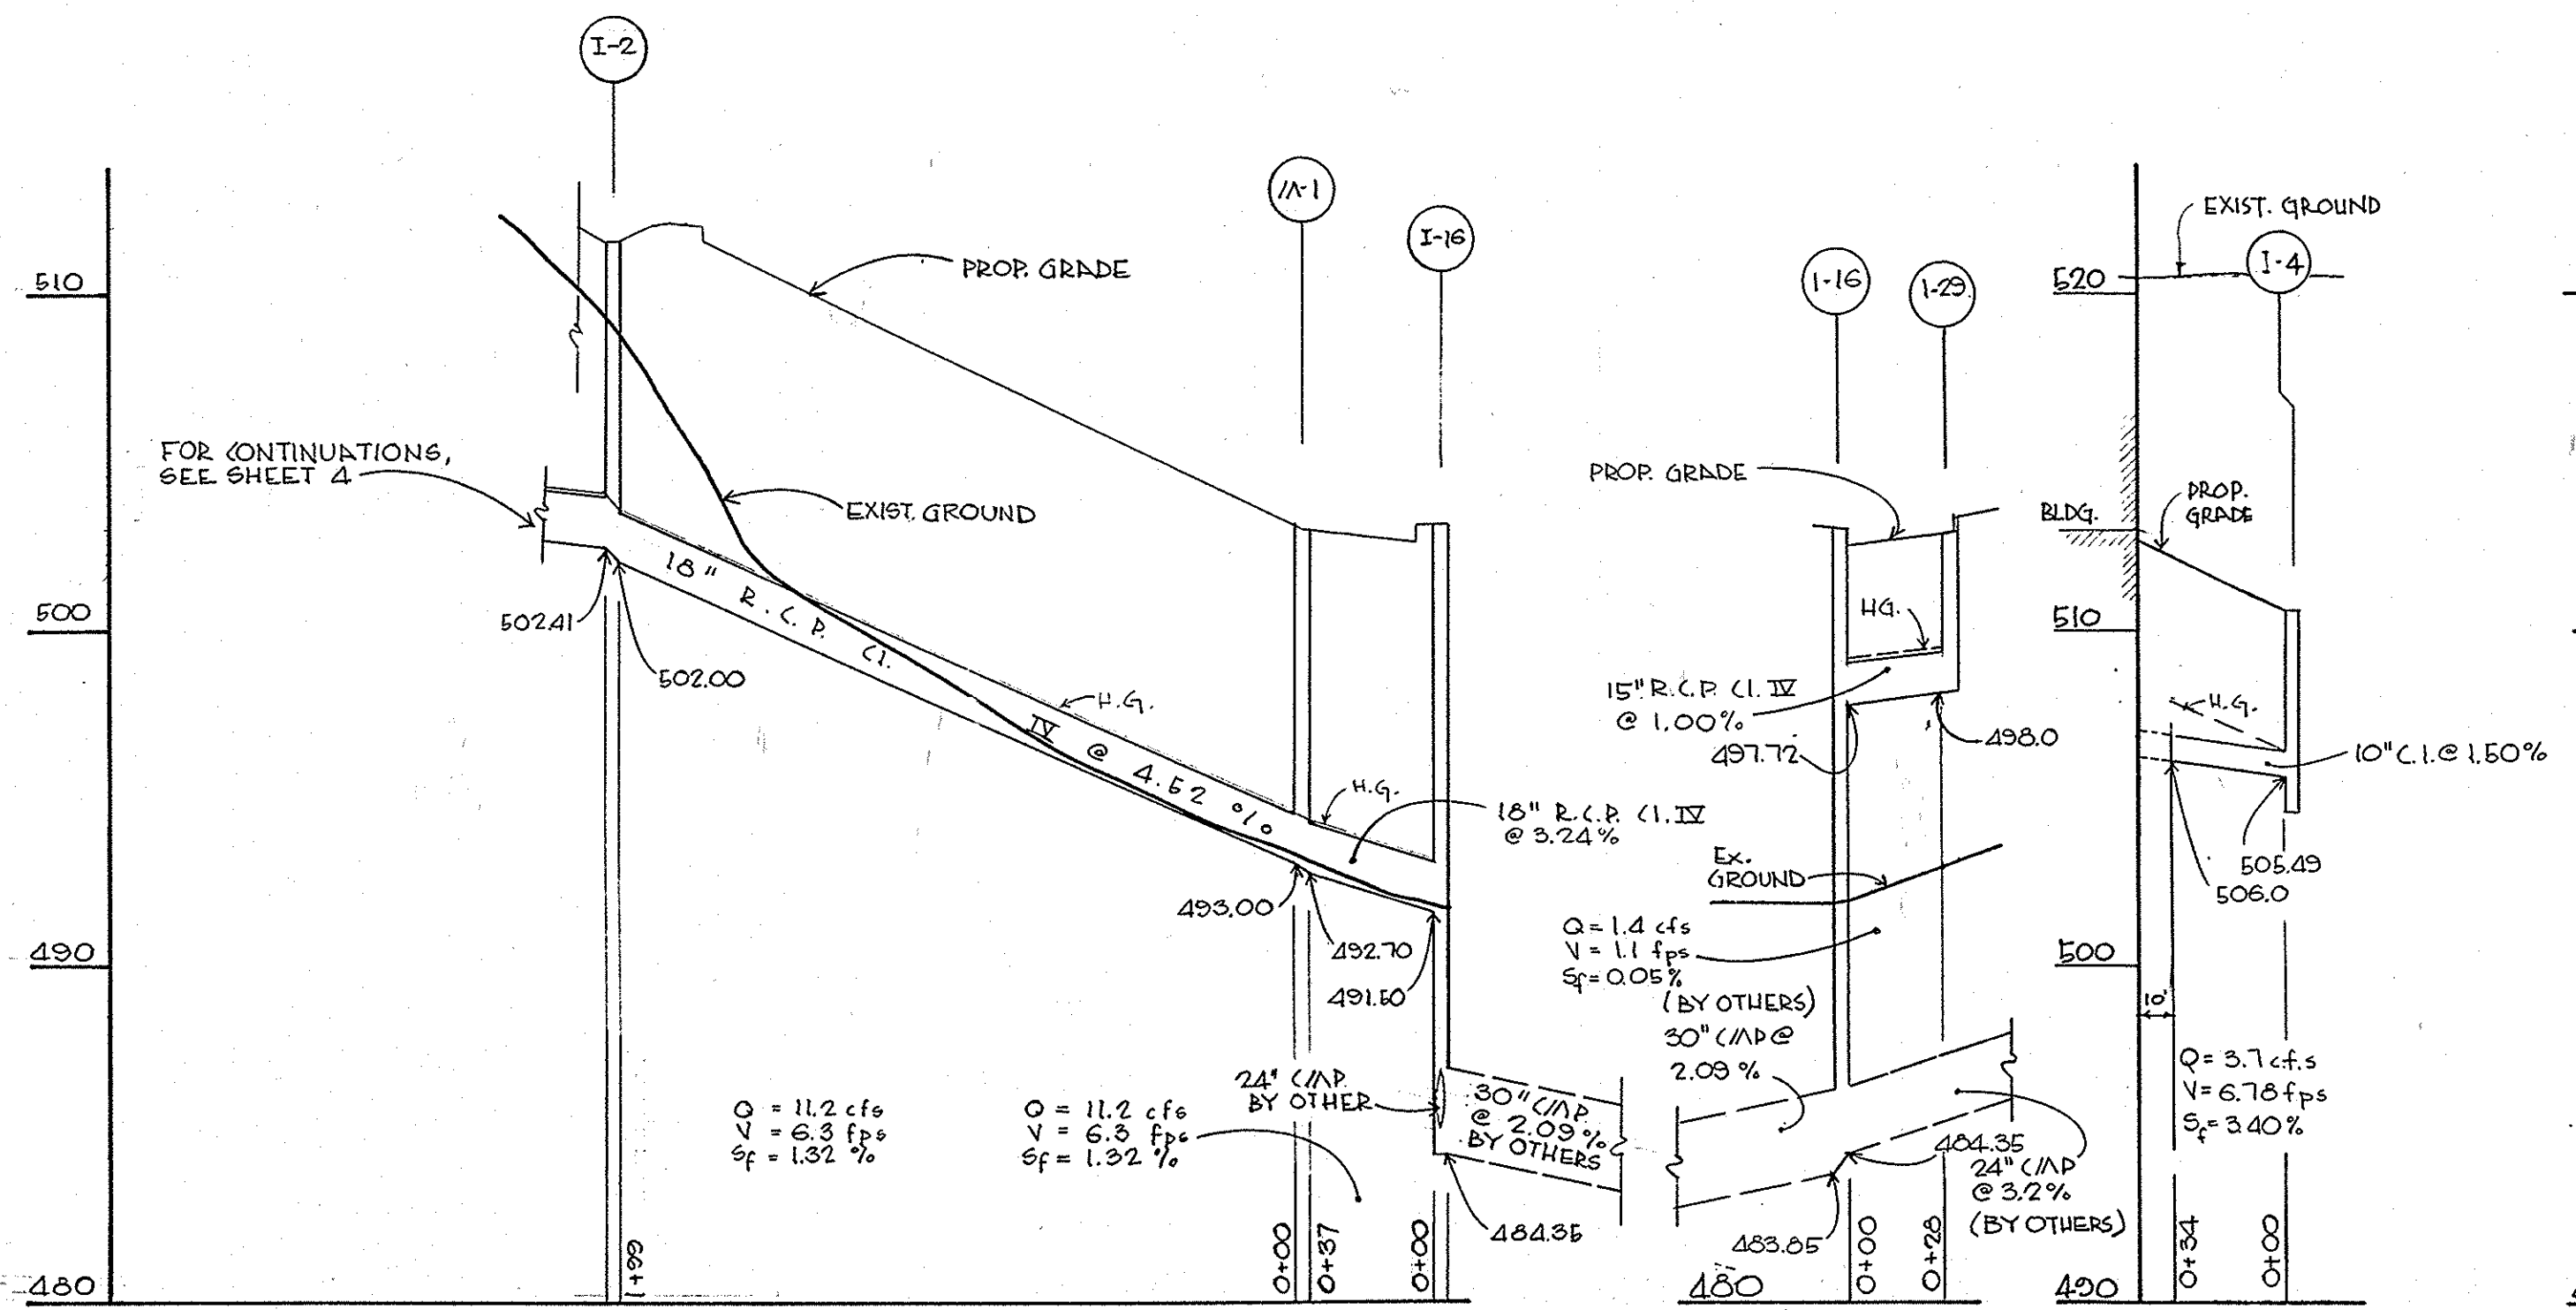 I-2
M-1
I-16
PROP. GRADE
510
FOR CONTINUATIONS,
SEE SHEET 4
EXIST. GROUND
500
502.41
502.00
18" R.C.P. Cl. IV @ 4.52 %
H.G.
H.G.
18" R.C.P. Cl. IV
@ 3.24%
493.00
492.70
491.50
490
Q = 11.2 cfs
V = 6.3 fps
Sf = 1.32 %
Q = 11.2 cfs
V = 6.3 fps
Sf = 1.32 %
24" CMP
BY OTHER
30" CMP
@ 2.09 %
BY OTHERS
484.35
480
1+99
0+00
0+37
0+00
I-16
I-29
PROP. GRADE
HG.
15" R.C.P. Cl. IV
@ 1.00%
497.72
498.0
EX.
GROUND
Q = 1.4 cfs
V = 1.1 fps
Sf = 0.05%
(BY OTHERS)
30" CMP @
2.09 %
484.35
24" CMP
@ 3.2%
(BY OTHERS)
483.85
480
0+00
0+28
EXIST. GROUND
I-4
520
BLDG.
PROP.
GRADE
510
H.G.
10" C.I. @ 1.50%
505.49
506.0
500
10'
Q = 3.7 c.f.s
V = 6.78 fps
Sf = 3.40%
490
0+34
0+00